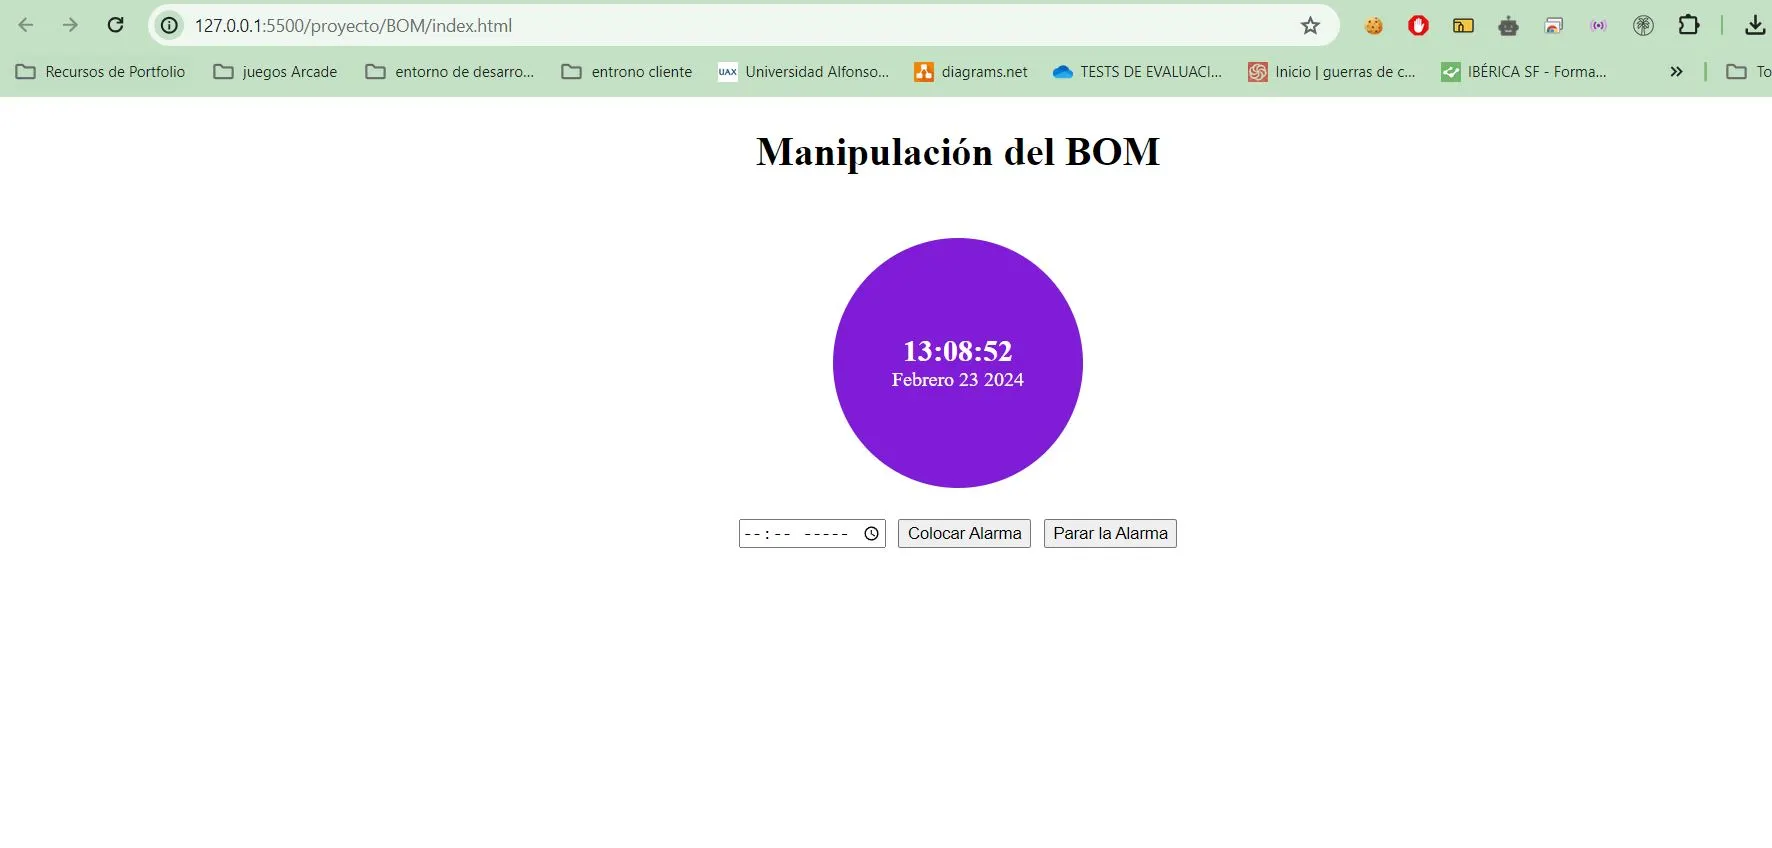 127.0.0.1:5500/proyecto/BOM/index.html
Recursos de Portfolio juegos Arcade entorno de desarro... entrono cliente UAX Universidad Alfonso... diagrams.net TESTS DE EVALUACI... Inicio | guerras de c... IBÉRICA SF - Forma... » To
Manipulación del BOM
13:08:52
Febrero 23 2024
--:-- ----- Colocar Alarma Parar la Alarma